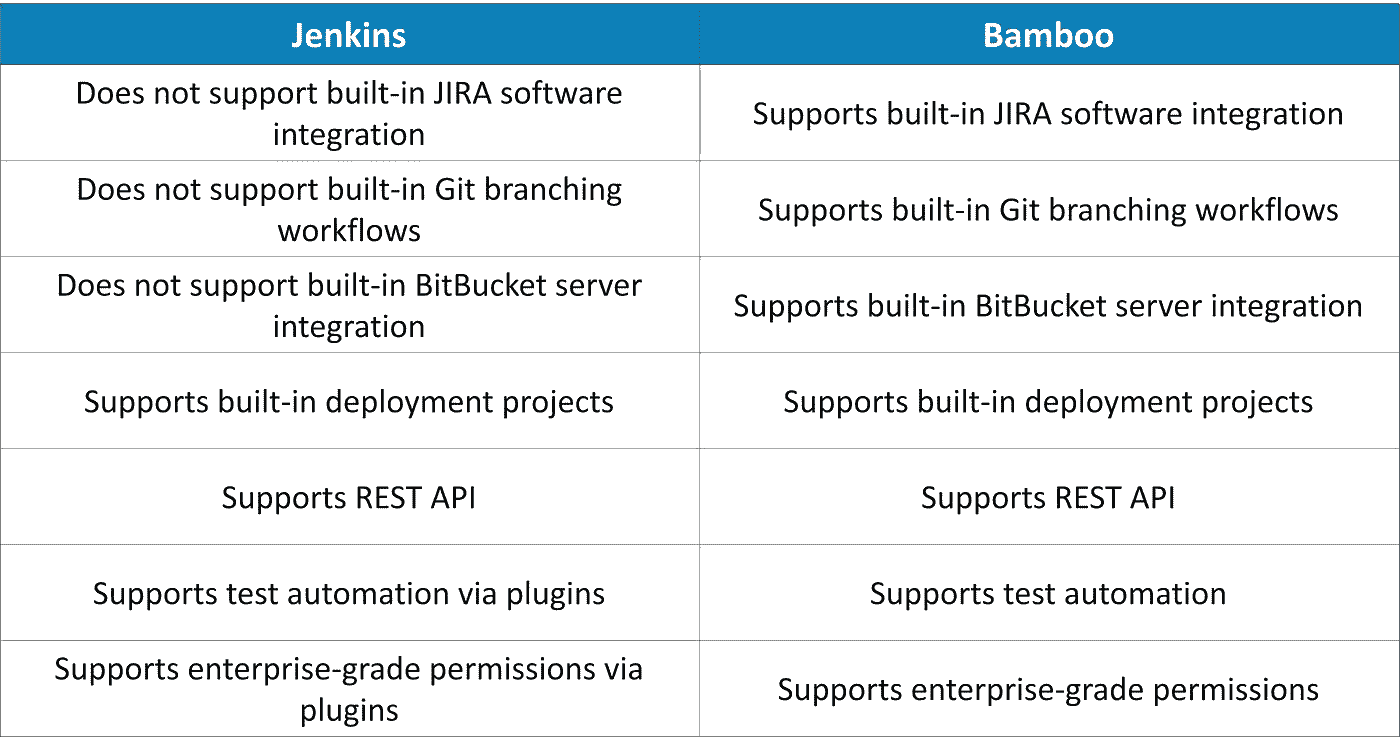 Jenkins
Bamboo
Does not support built-in JIRA software
integration
Supports built-in JIRA software integration
Does not support built-in Git branching
workflows
Supports built-in Git branching workflows
Does not support built-in BitBucket server
integration
Supports built-in BitBucket server integration
Supports built-in deployment projects
Supports built-in deployment projects
Supports REST API
Supports REST API
Supports test automation via plugins
Supports test automation
Supports enterprise-grade permissions via
plugins
Supports enterprise-grade permissions